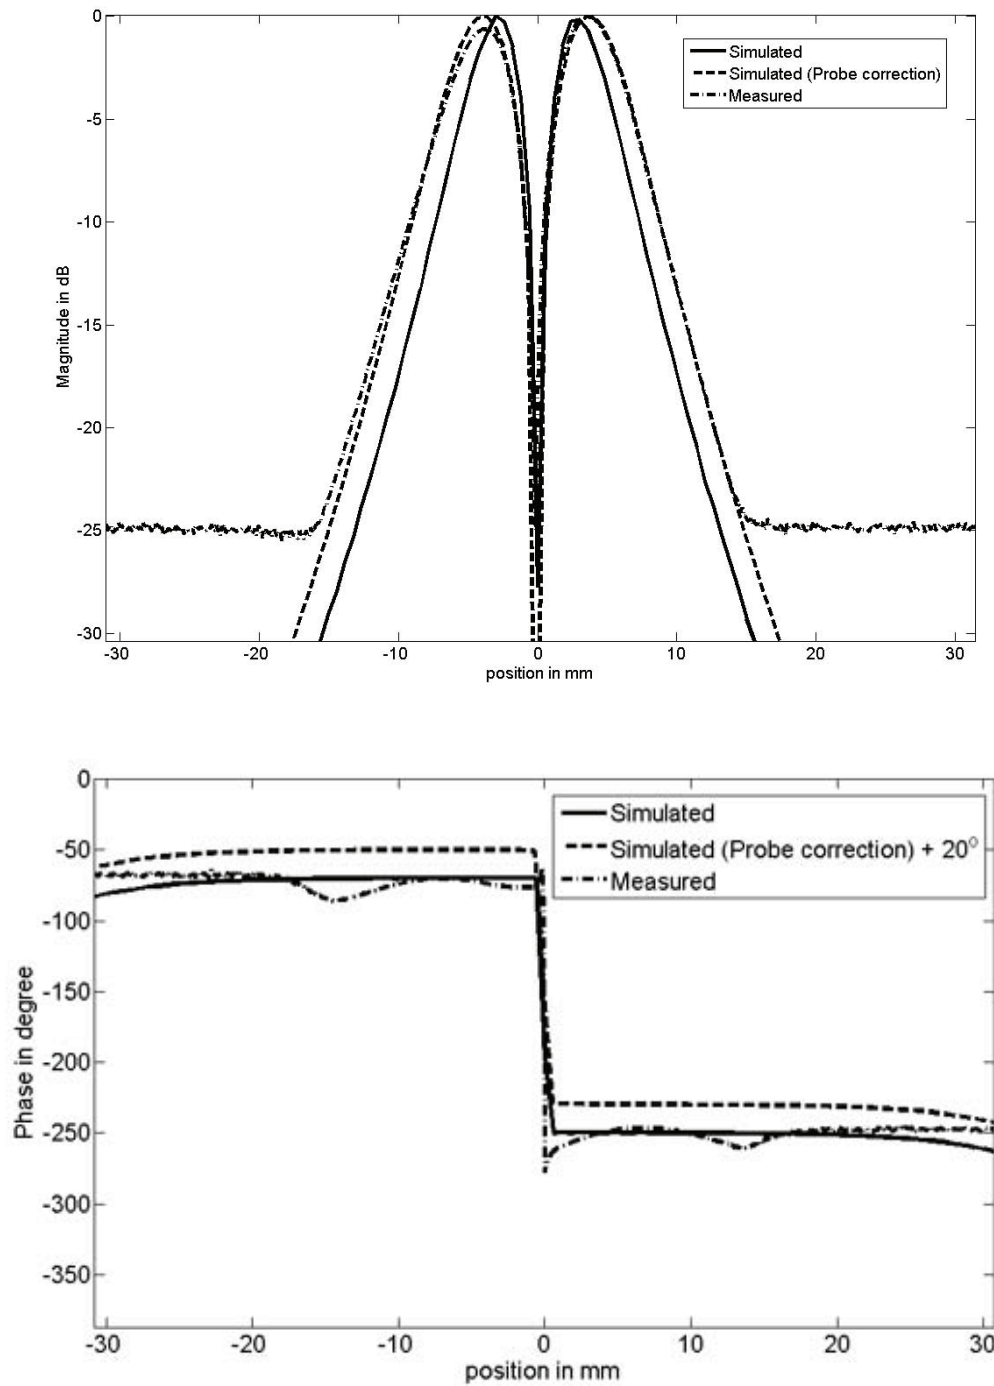 0
-5
-10
-15
-20
-25
-30
Magnitude in dB
-30
-20
-10
0
10
20
30
position in mm
Simulated
Simulated (Probe correction)
Measured
0
-50
-100
-150
-200
-250
-300
-350
Phase in degree
-30
-20
-10
0
10
20
30
position in mm
Simulated
Simulated (Probe correction) + 20°
Measured